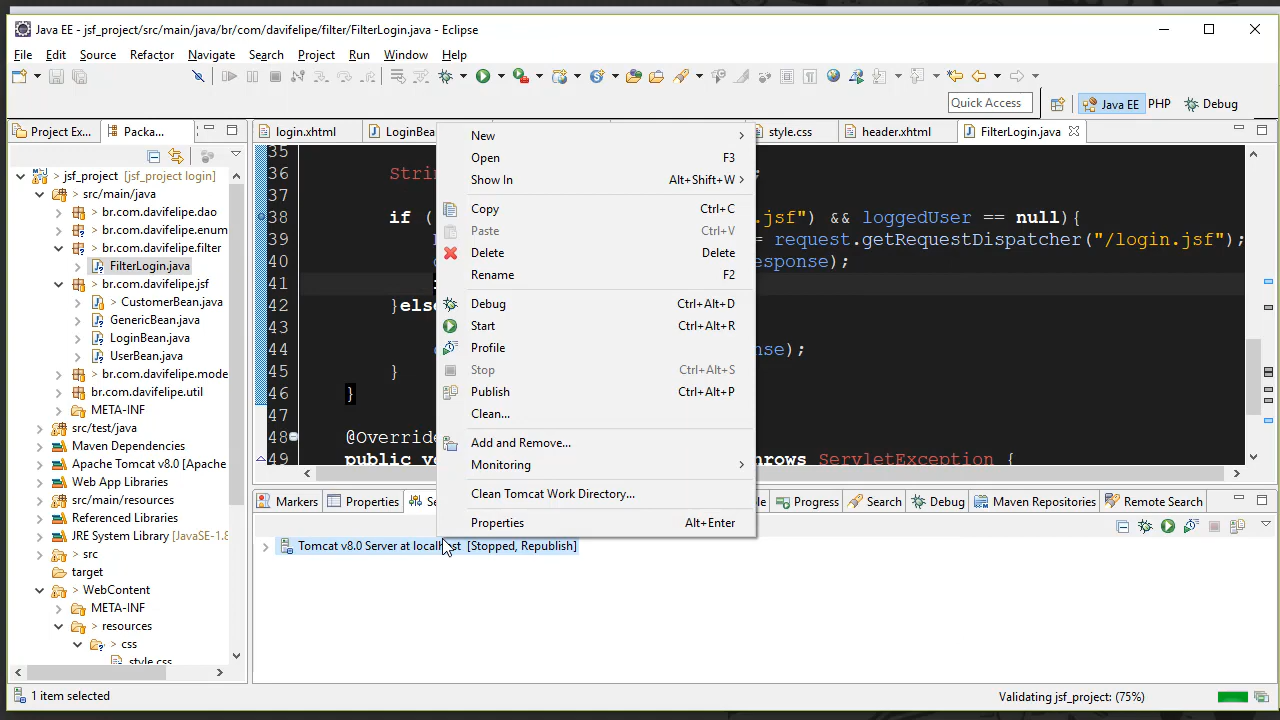 Java EE - jsf_project/src/main/java/br/com/davifelipe/filter/FilterLogin.java - Eclipse
File Edit Source Refactor Navigate Search Project Run Window Help
Quick Access
Java EE
PHP
Debug
Project Ex...
Packa...
jsf_project [jsf_project login]
src/main/java
br.com.davifelipe.dao
br.com.davifelipe.enum
br.com.davifelipe.filter
FilterLogin.java
br.com.davifelipe.jsf
CustomerBean.java
GenericBean.java
LoginBean.java
UserBean.java
br.com.davifelipe.mode
br.com.davifelipe.util
META-INF
src/test/java
Maven Dependencies
Apache Tomcat v8.0 [Apache
Web App Libraries
src/main/resources
Referenced Libraries
JRE System Library [JavaSE-1.8
src
target
WebContent
META-INF
resources
css
style.css
login.xhtml
LoginBea
style.css
header.xhtml
FilterLogin.java
35
36 Strin ;
37
38 if ( .jsf") && loggedUser == null){
39 = request.getRequestDispatcher("/login.jsf");
40 esponse);
41
42 }else
43
44 nse);
45 }
46 }
47
48 @Override
49 public vo hrows ServletException {
New
Open F3
Show In Alt+Shift+W
Copy Ctrl+C
Paste Ctrl+V
Delete Delete
Rename F2
Debug Ctrl+Alt+D
Start Ctrl+Alt+R
Profile
Stop Ctrl+Alt+S
Publish Ctrl+Alt+P
Clean...
Add and Remove...
Monitoring
Clean Tomcat Work Directory...
Properties Alt+Enter
Markers
Properties
Se
le
Progress
Search
Debug
Maven Repositories
Remote Search
Tomcat v8.0 Server at localhost [Stopped, Republish]
1 item selected
Validating jsf_project: (75%)